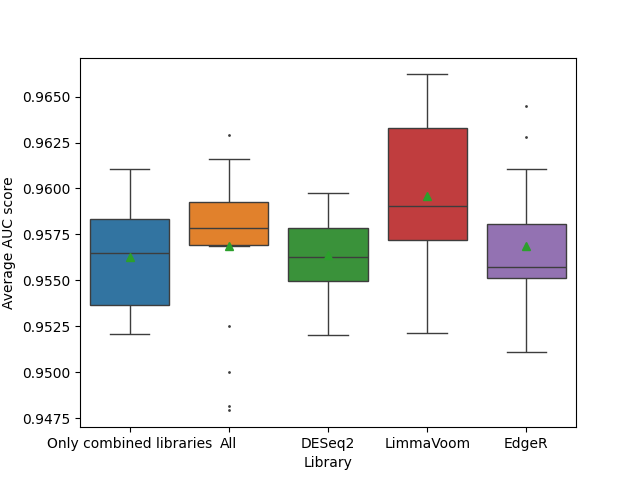 Average AUC score
0.9650
0.9625
0.9600
0.9575
0.9550
0.9525
0.9500
0.9475
Only combined libraries All DESeq2 LimmaVoom EdgeR
Library